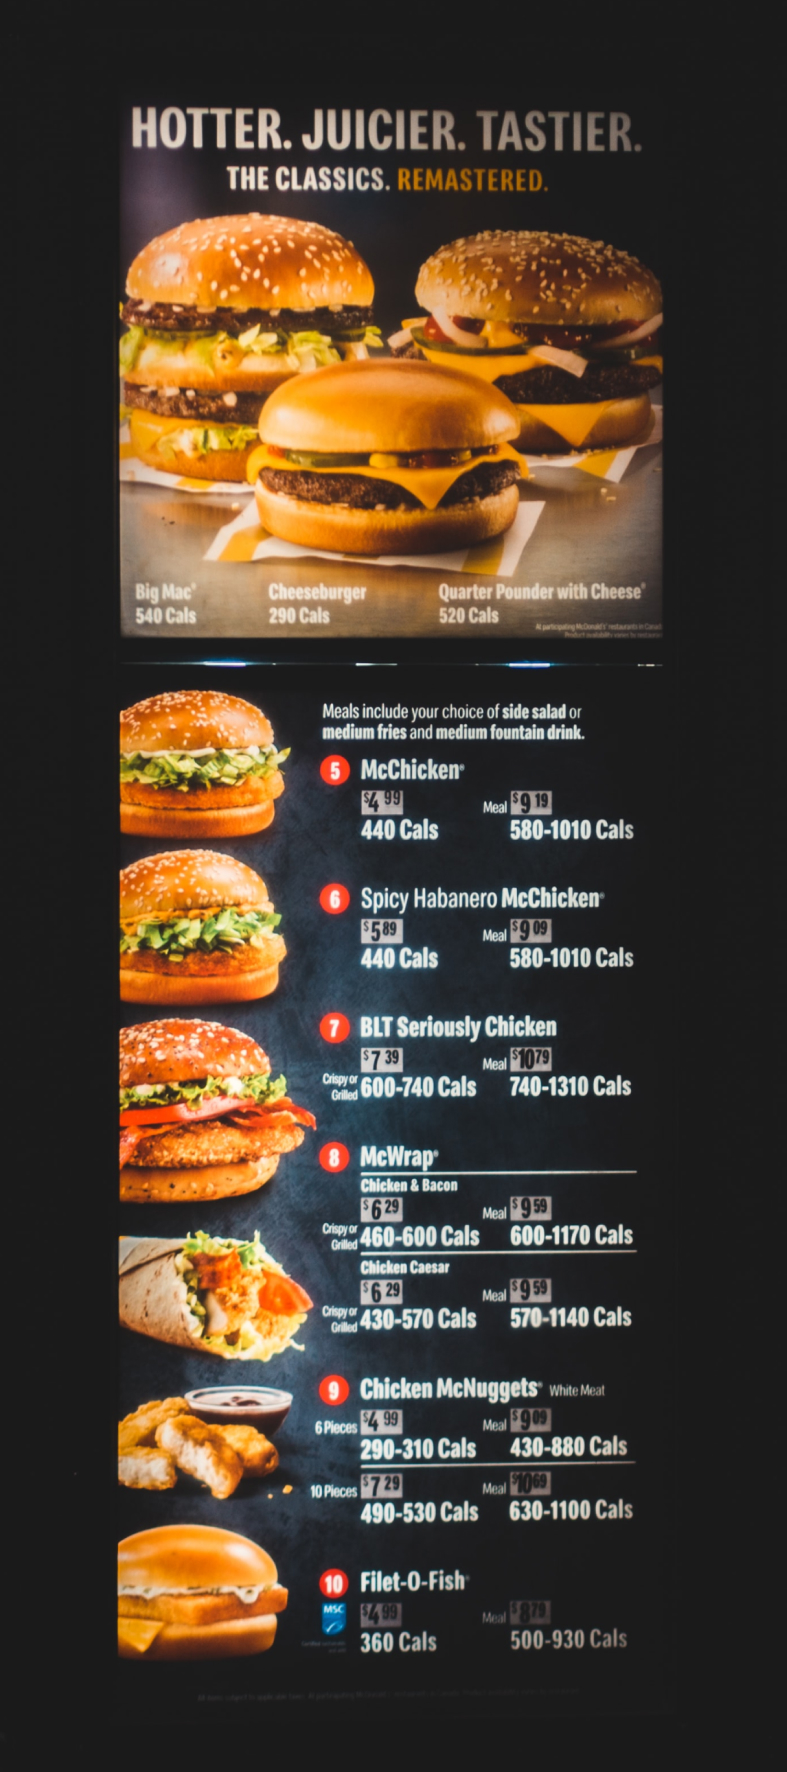 HOTTER. JUICIER. TASTIER.
THE CLASSICS. REMASTERED.
Big Mac®
540 Cals
Cheeseburger
290 Cals
Quarter Pounder with Cheese®
520 Cals
At participating McDonald's® restaurants in Canada
Product availability varies by restaurant
Meals include your choice of side salad or
medium fries and medium fountain drink.
5 McChicken®
$4 99 Meal $9 19
440 Cals 580-1010 Cals
6 Spicy Habanero McChicken®
$5 89 Meal $9 09
440 Cals 580-1010 Cals
7 BLT Seriously Chicken
$7 39 Meal $10 79
Crispy or Grilled 600-740 Cals 740-1310 Cals
8 McWrap®
Chicken & Bacon
$6 29 Meal $9 59
Crispy or Grilled 460-600 Cals 600-1170 Cals
Chicken Caesar
$6 29 Meal $9 59
Crispy or Grilled 430-570 Cals 570-1140 Cals
9 Chicken McNuggets® White Meat
6 Pieces $4 99 Meal $9 09
290-310 Cals 430-880 Cals
10 Pieces $7 29 Meal $10 69
490-530 Cals 630-1100 Cals
10 Filet-O-Fish®
MSC $4 99 Meal $8 79
360 Cals 500-930 Cals